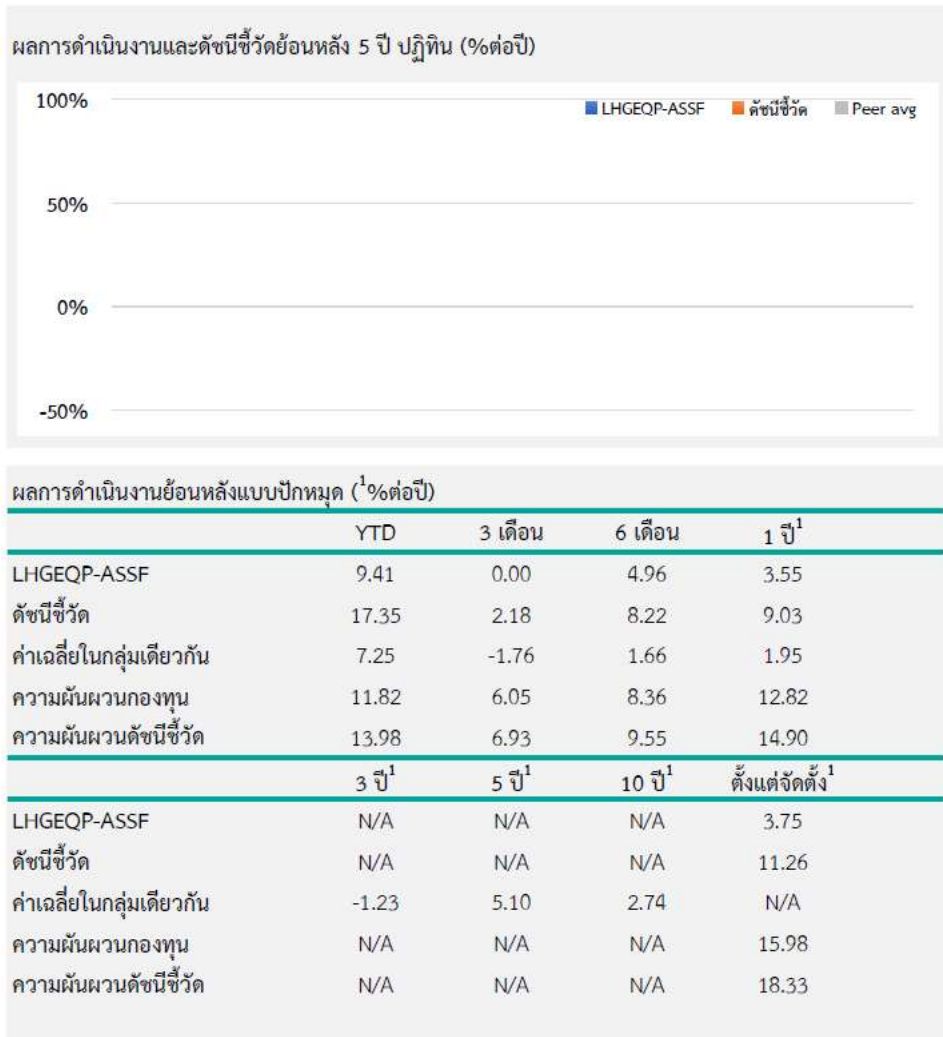 ผลการดำเนินงานและดัชนีชี้วัดย้อนหลัง 5 ปี ปฏิทิน (%ต่อปี)
100%
LHGEQP-ASSF ดัชนีชี้วัด Peer avg
50%
0%
-50%
ผลการดำเนินงานย้อนหลังแบบปักหมุด (¹%ต่อปี)
YTD 3 เดือน 6 เดือน 1 ปี¹
LHGEQP-ASSF 9.41 0.00 4.96 3.55
ดัชนีชี้วัด 17.35 2.18 8.22 9.03
ค่าเฉลี่ยในกลุ่มเดียวกัน 7.25 -1.76 1.66 1.95
ความผันผวนกองทุน 11.82 6.05 8.36 12.82
ความผันผวนดัชนีชี้วัด 13.98 6.93 9.55 14.90
3 ปี¹ 5 ปี¹ 10 ปี¹ ตั้งแต่จัดตั้ง¹
LHGEQP-ASSF N/A N/A N/A 3.75
ดัชนีชี้วัด N/A N/A N/A 11.26
ค่าเฉลี่ยในกลุ่มเดียวกัน -1.23 5.10 2.74 N/A
ความผันผวนกองทุน N/A N/A N/A 15.98
ความผันผวนดัชนีชี้วัด N/A N/A N/A 18.33